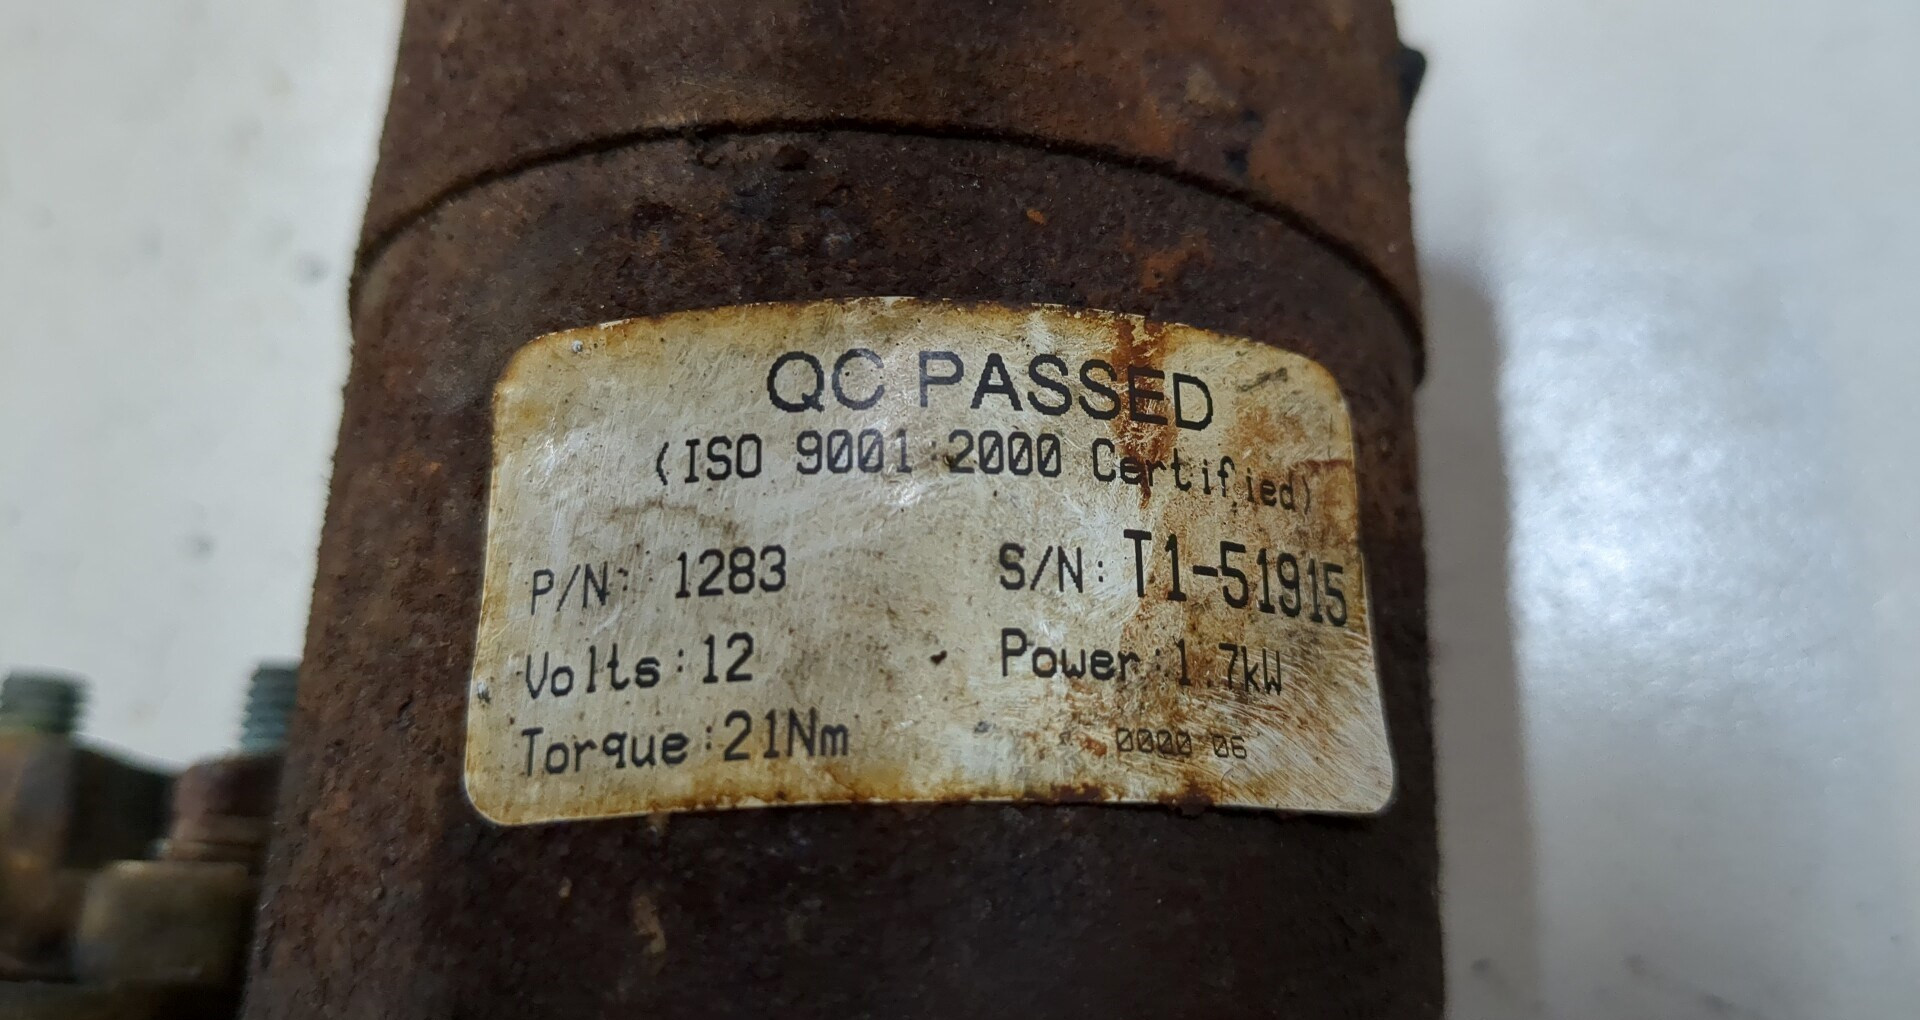 QC PASSED
(ISO 9001:2000 Certified)
P/N: 1283 S/N: T1-51915
Volts:12 Power:1.7kW
Torque:21Nm 0000 06